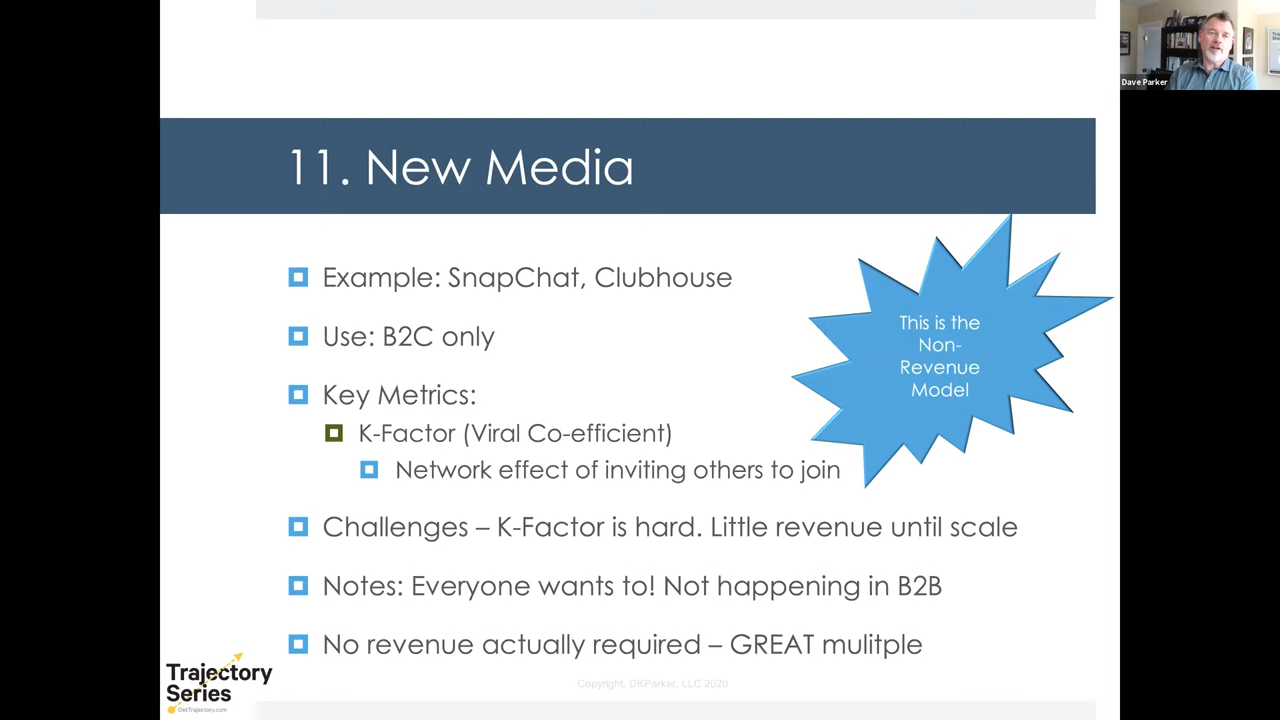 Dave Parker
11. New Media
Example: SnapChat, Clubhouse
Use: B2C only
Key Metrics:
K-Factor (Viral Co-efficient)
Network effect of inviting others to join
Challenges – K-Factor is hard. Little revenue until scale
Notes: Everyone wants to! Not happening in B2B
No revenue actually required – GREAT mulitple
This is the
Non-
Revenue
Model
Trajectory
Series
GetTrajectory.com
Copyright, DKParker, LLC 2020